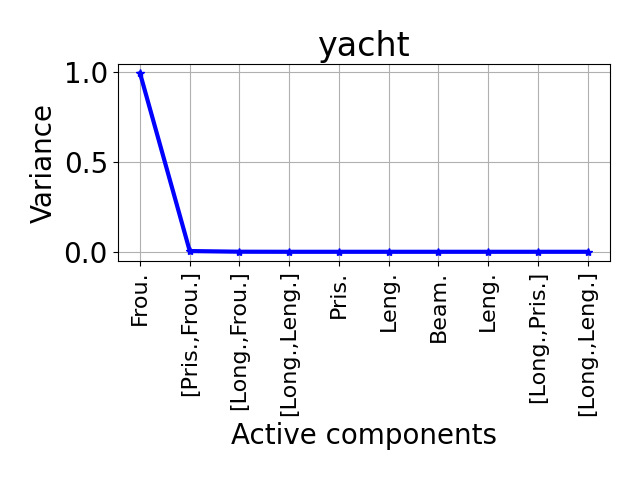 yacht
Variance
1.0
0.5
0.0
Frou.
[Pris.,Frou.]
[Long.,Frou.]
[Long.,Leng.]
Pris.
Leng.
Beam.
Leng.
[Long.,Pris.]
[Long.,Leng.]
Active components